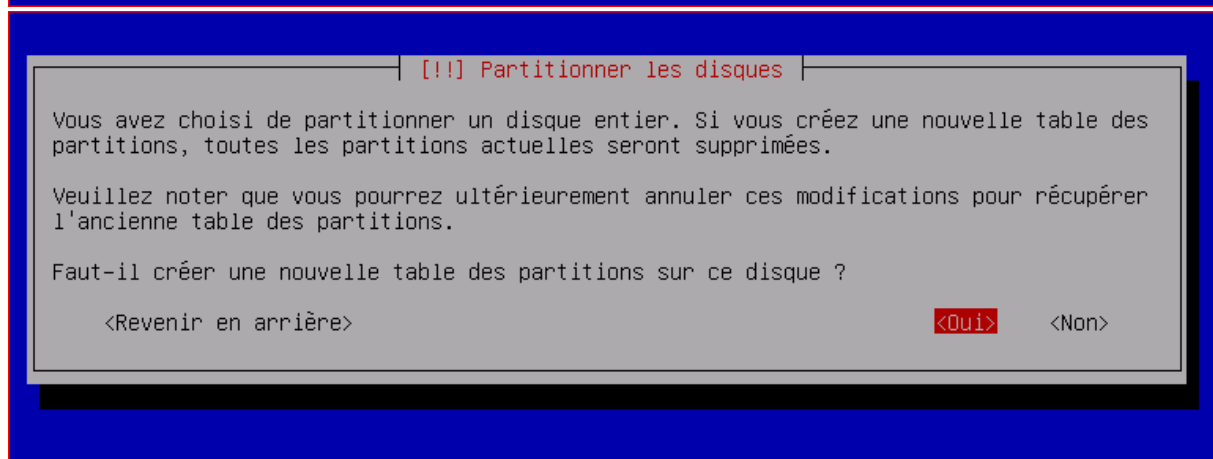 [!!] Partitionner les disques
Vous avez choisi de partitionner un disque entier. Si vous créez une nouvelle table des
partitions, toutes les partitions actuelles seront supprimées.
Veuillez noter que vous pourrez ultérieurement annuler ces modifications pour récupérer
l'ancienne table des partitions.
Faut-il créer une nouvelle table des partitions sur ce disque ?
<Revenir en arrière> <Oui> <Non>